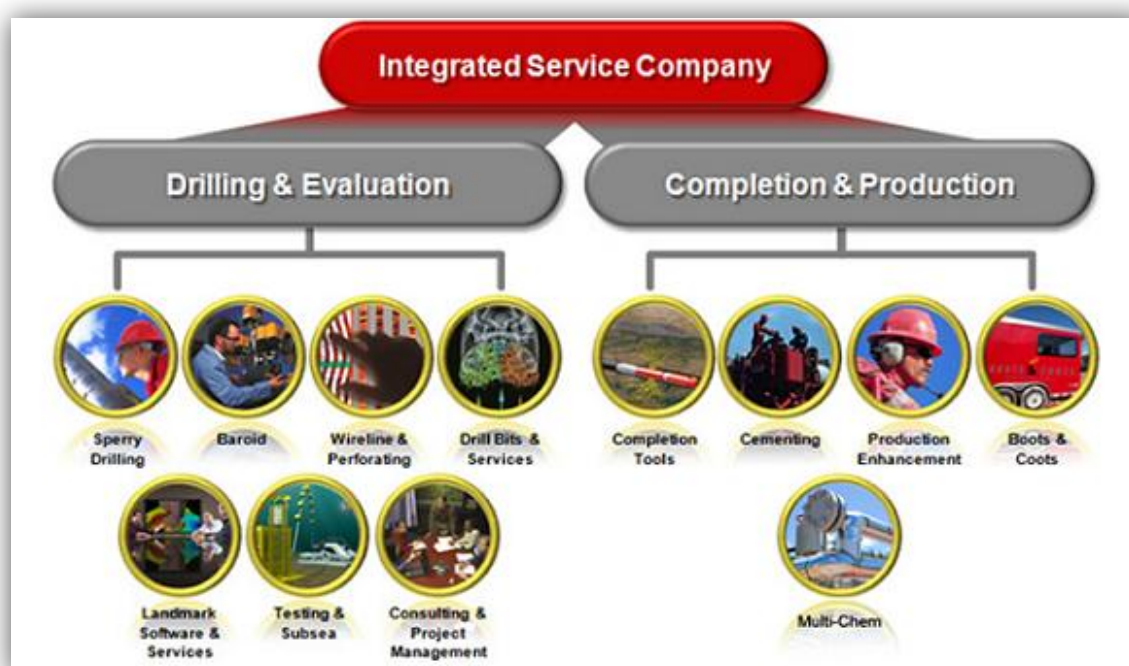 Integrated Service Company
Drilling & Evaluation
Completion & Production
Sperry
Drilling
Baroid
Wireline &
Perforating
Drill Bits &
Services
Completion
Tools
Cementing
Production
Enhancement
Boots &
Coots
Landmark
Software &
Services
Testing &
Subsea
Consulting &
Project
Management
Multi-Chem